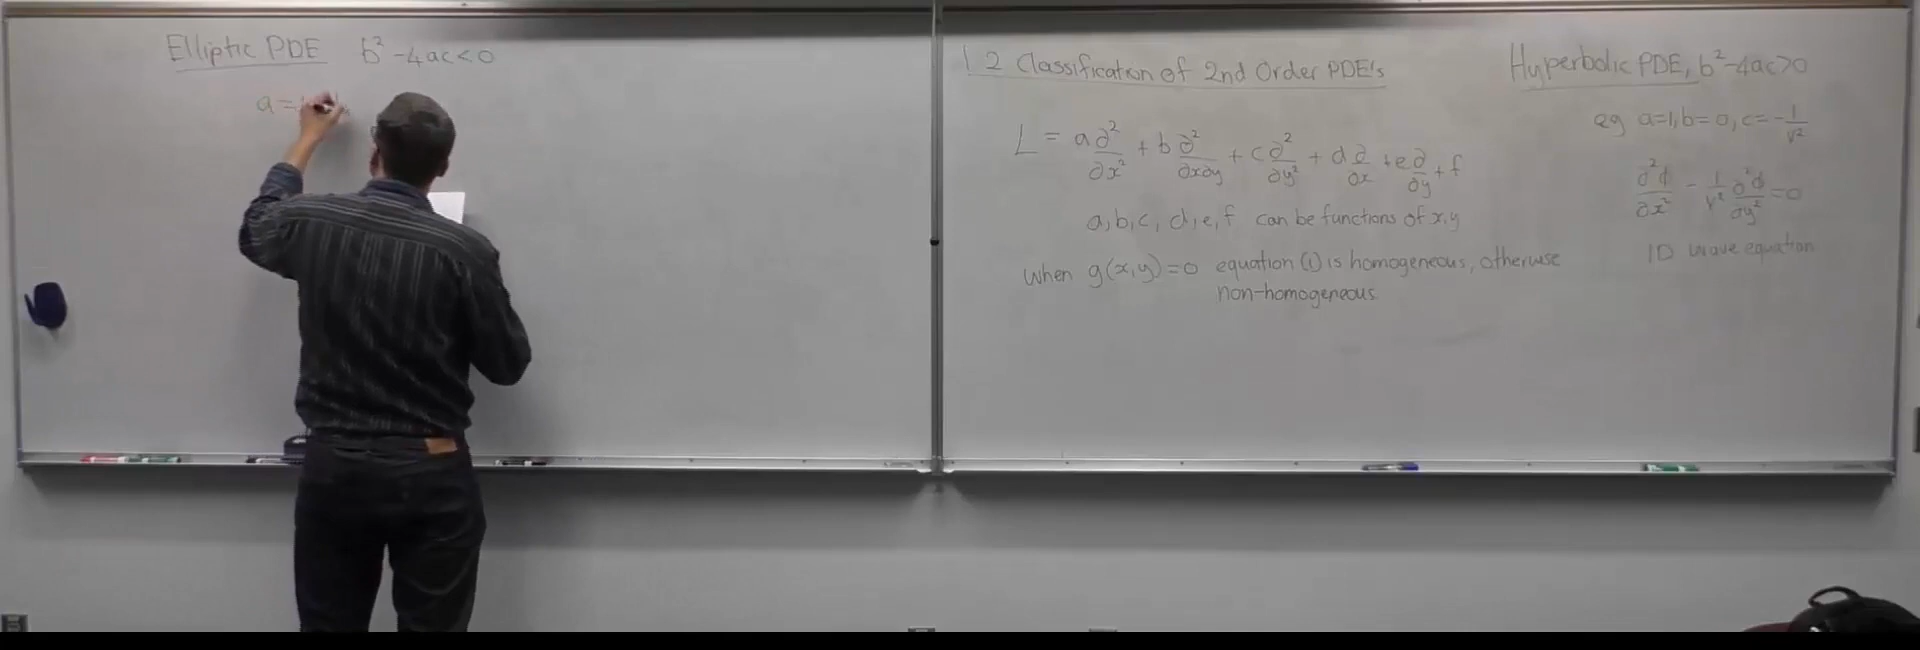 Elliptic PDE b² - 4ac < 0
a =
1.2 Classification of 2nd Order PDE's
L = a ∂²/∂x² + b ∂²/∂x∂y + c ∂²/∂y² + d ∂/∂x + e ∂/∂y + f
a, b, c, d, e, f can be functions of x, y
When g(x,y) = 0 equation (1) is homogeneous, otherwise
non-homogeneous
Hyperbolic PDE, b² - 4ac > 0
eg a=1, b=0, c = -1/v²
∂²φ/∂x² - 1/v² ∂²φ/∂y² = 0
1D wave equation